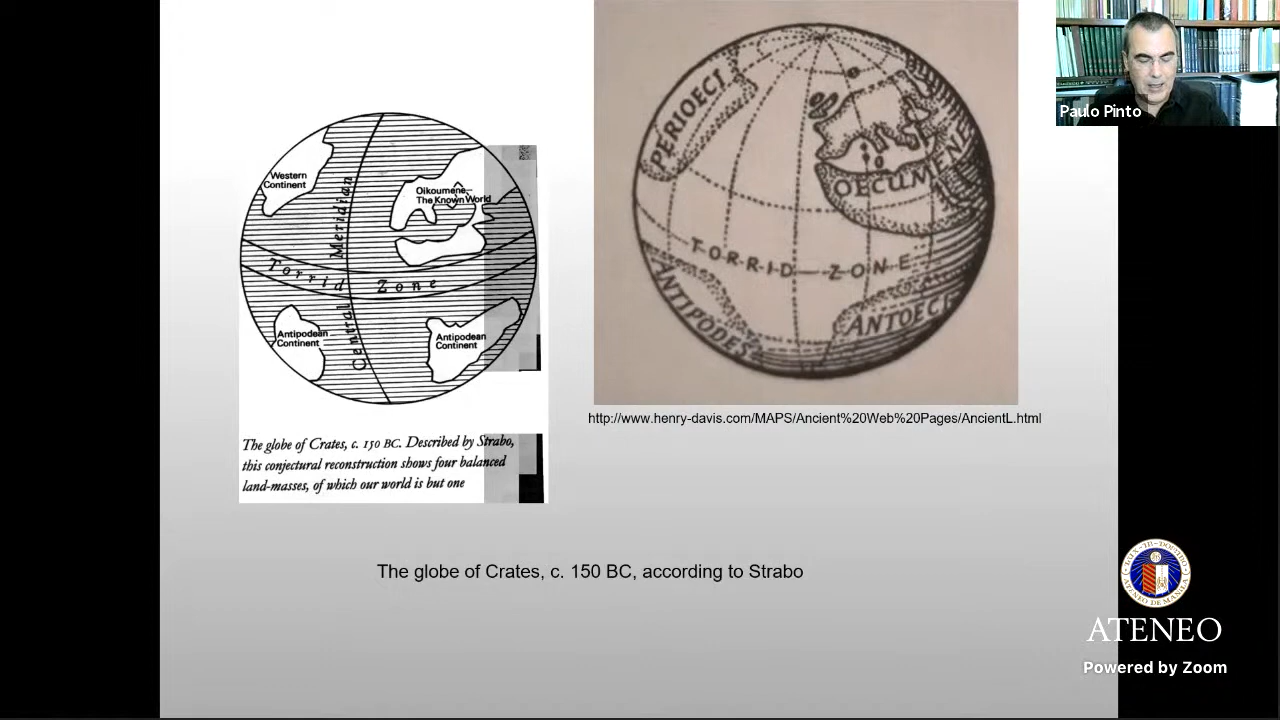 Western
Continent
Oikoumene
The Known World
Central Meridian
Torrid Zone
Antipodean
Continent
Antipodean
Continent
The globe of Crates, c. 150 BC. Described by Strabo,
this conjectural reconstruction shows four balanced
land-masses, of which our world is but one
PERIOECI
OECUMENE
TORRID ZONE
ANTIPODES
ANTOECI
http://www.henry-davis.com/MAPS/Ancient%20Web%20Pages/AncientL.html
The globe of Crates, c. 150 BC, according to Strabo
Paulo Pinto
ATENEO DE MANILA
ATENEO
Powered by Zoom